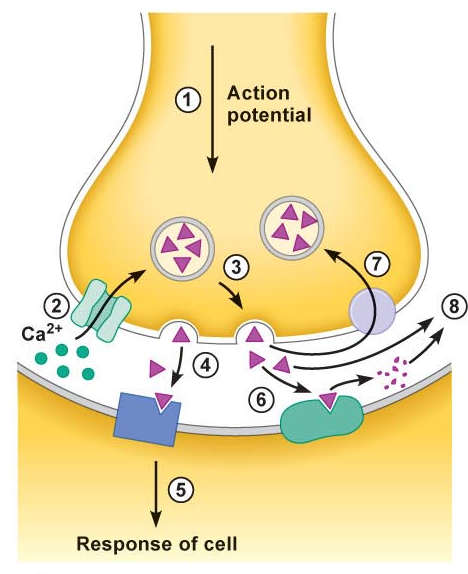 1
Action
potential
3
7
2
8
Ca²⁺
4
6
5
Response of cell